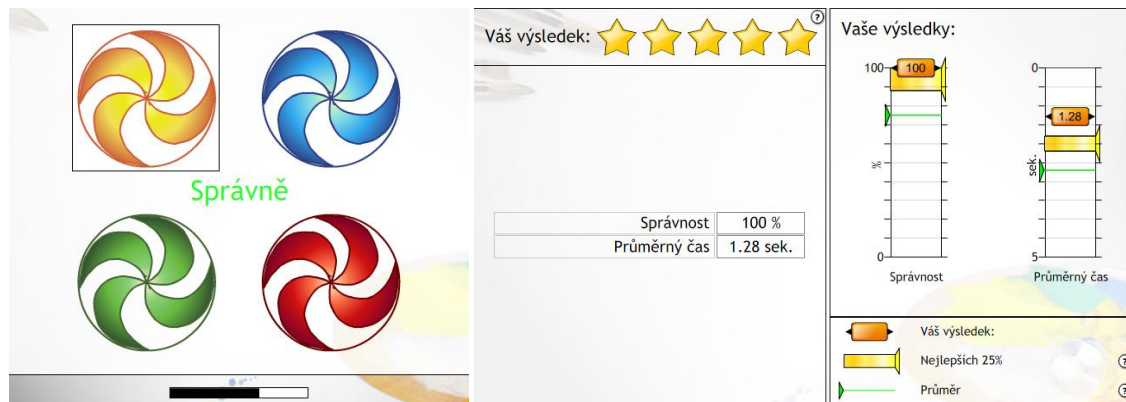 Správně
Váš výsledek:
?
Správnost 100 %
Průměrný čas 1.28 sek.
Vaše výsledky:
100 100 0
1.28
% sek.
0 5
Správnost Průměrný čas
Váš výsledek:
Nejlepších 25% ?
Průměr ?